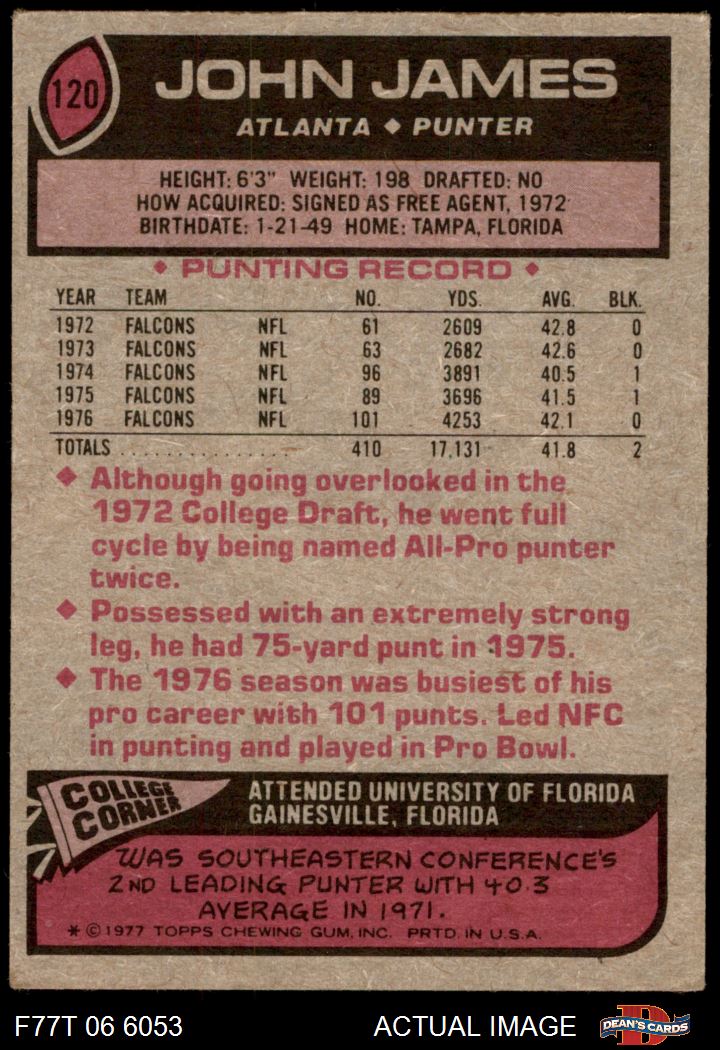 120
JOHN JAMES
ATLANTA ◆ PUNTER
HEIGHT: 6'3" WEIGHT: 198 DRAFTED: NO
HOW ACQUIRED: SIGNED AS FREE AGENT, 1972
BIRTHDATE: 1-21-49 HOME: TAMPA, FLORIDA
◆ PUNTING RECORD ◆
YEAR TEAM NO. YDS. AVG. BLK.
1972 FALCONS NFL 61 2609 42.8 0
1973 FALCONS NFL 63 2682 42.6 0
1974 FALCONS NFL 96 3891 40.5 1
1975 FALCONS NFL 89 3696 41.5 1
1976 FALCONS NFL 101 4253 42.1 0
TOTALS . . . . . . . . . . . . . . . 410 17,131 41.8 2
◆ Although going overlooked in the
1972 College Draft, he went full
cycle by being named All-Pro punter
twice.
◆ Possessed with an extremely strong
leg, he had 75-yard punt in 1975.
◆ The 1976 season was busiest of his
pro career with 101 punts. Led NFC
in punting and played in Pro Bowl.
COLLEGE
CORNER
ATTENDED UNIVERSITY OF FLORIDA
GAINESVILLE, FLORIDA
WAS SOUTHEASTERN CONFERENCE'S
2ND LEADING PUNTER WITH 40.3
AVERAGE IN 1971.
* © 1977 TOPPS CHEWING GUM, INC. PRTD. IN U.S.A.
F77T 06 6053 ACTUAL IMAGE
D
DEAN'S CARDS